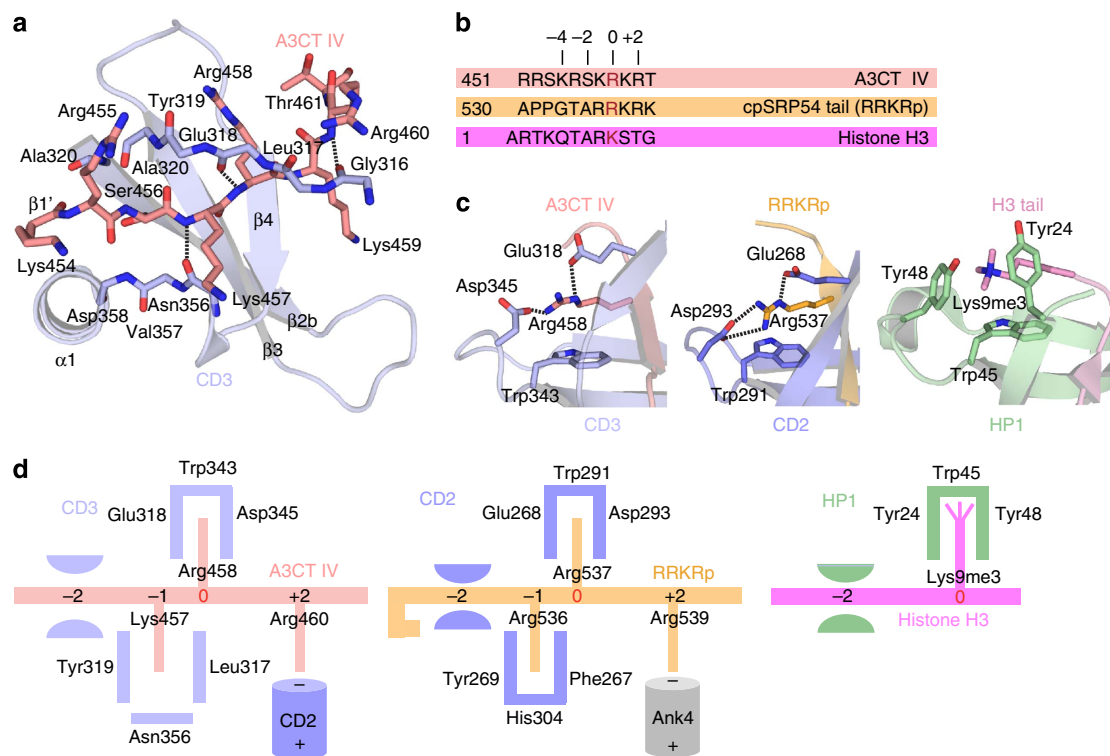 a
A3CT IV
Arg458
Tyr319
Thr461
Arg455
Glu318
Arg460
Leu317
Ala320
Ala320
Gly316
Ser456
β1'
β4
Lys459
Lys454
Asn356
Lys457
Asp358
β2b
Val357
β3
α1
CD3
b
−4 −2 0 +2
451 RRSKRSKRKRT A3CT IV
530 APPGTARRKRK cpSRP54 tail (RRKRp)
1 ARTKQTARKSTG Histone H3
c
A3CT IV
Glu318
Asp345
Arg458
Trp343
CD3
RRKRp
Glu268
Asp293
Arg537
Trp291
CD2
H3 tail
Tyr24
Tyr48
Lys9me3
Trp45
HP1
d
CD3
Trp343
Glu318
Asp345
Arg458
A3CT IV
−2 −1 0 +2
Lys457
Arg460
Tyr319
Leu317
Asn356
−
CD2
+
CD2
Trp291
Glu268
Asp293
Arg537
RRKRp
−2 −1 0 +2
Arg536
Arg539
Tyr269
Phe267
His304
−
Ank4
+
HP1
Trp45
Tyr24
Tyr48
Lys9me3
−2 0
Histone H3